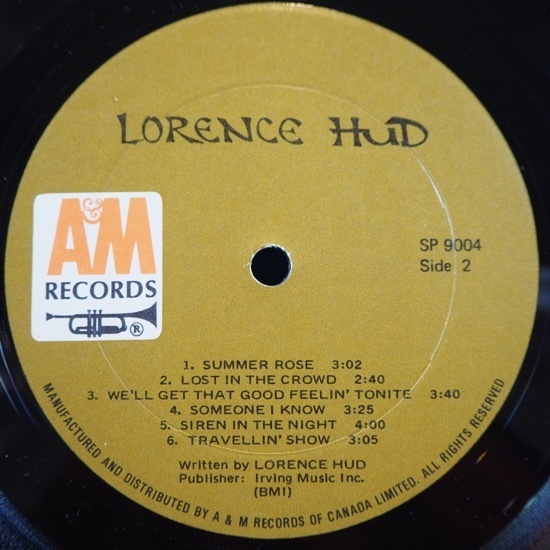 LORENCE HUD
A&M
RECORDS
®
SP 9004
Side 2
1. SUMMER ROSE 3:02
2. LOST IN THE CROWD 2:40
3. WE'LL GET THAT GOOD FEELIN' TONITE 3:40
4. SOMEONE I KNOW 3:25
5. SIREN IN THE NIGHT 4:00
6. TRAVELLIN' SHOW 3:05
Written by LORENCE HUD
Publisher: Irving Music Inc.
(BMI)
MANUFACTURED AND DISTRIBUTED BY A & M RECORDS OF CANADA LIMITED. ALL RIGHTS RESERVED